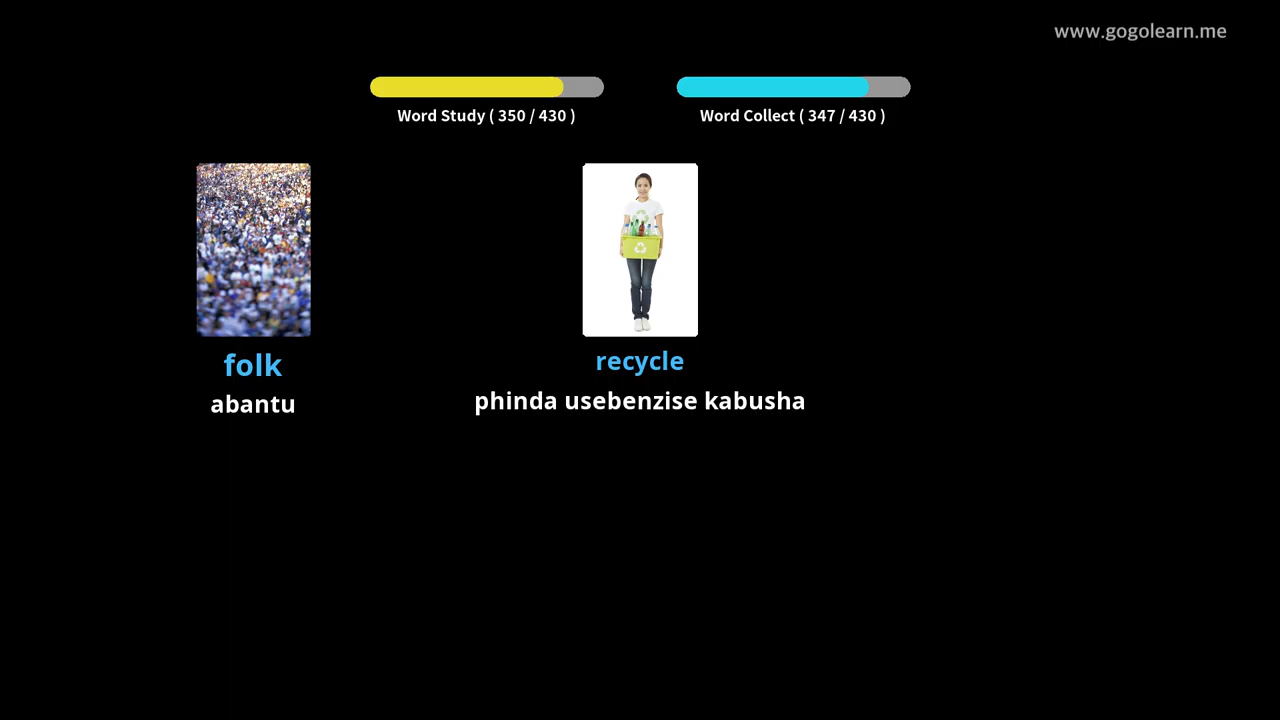 www.gogolearn.me
Word Study ( 350 / 430 )
Word Collect ( 347 / 430 )
folk
abantu
recycle
phinda usebenzise kabusha